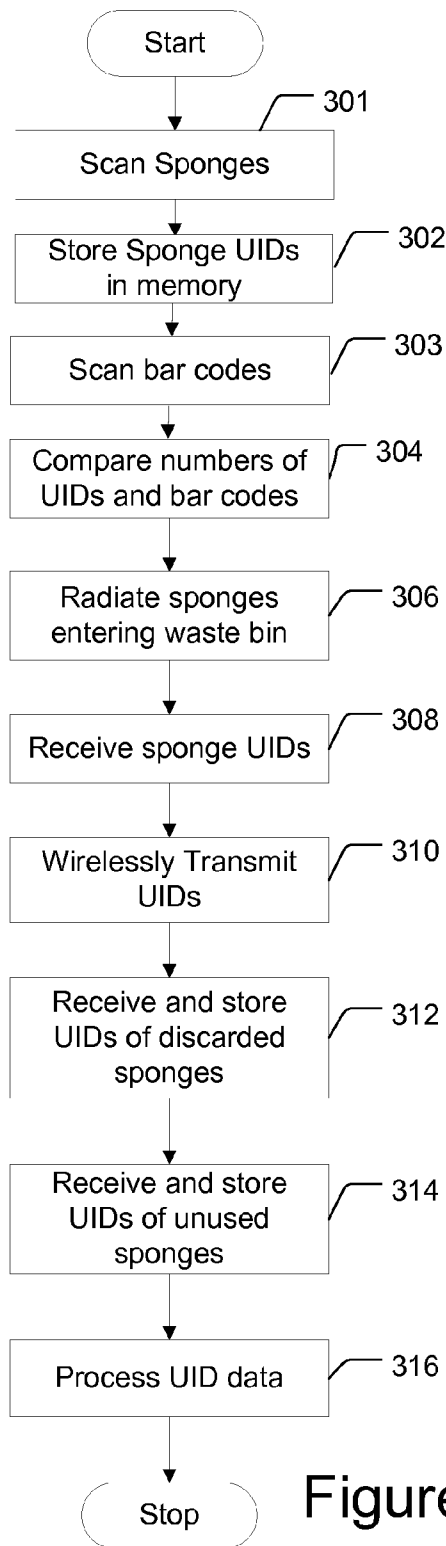 Start
301
Scan Sponges
302
Store Sponge UIDs
in memory
303
Scan bar codes
304
Compare numbers of
UIDs and bar codes
306
Radiate sponges
entering waste bin
308
Receive sponge UIDs
310
Wirelessly Transmit
UIDs
312
Receive and store
UIDs of discarded
sponges
314
Receive and store
UIDs of unused
sponges
316
Process UID data
Stop
Figure